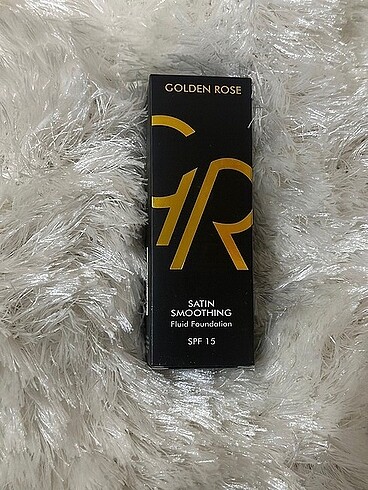 GOLDEN ROSE
GR
SATIN
SMOOTHING
Fluid Foundation
SPF 15